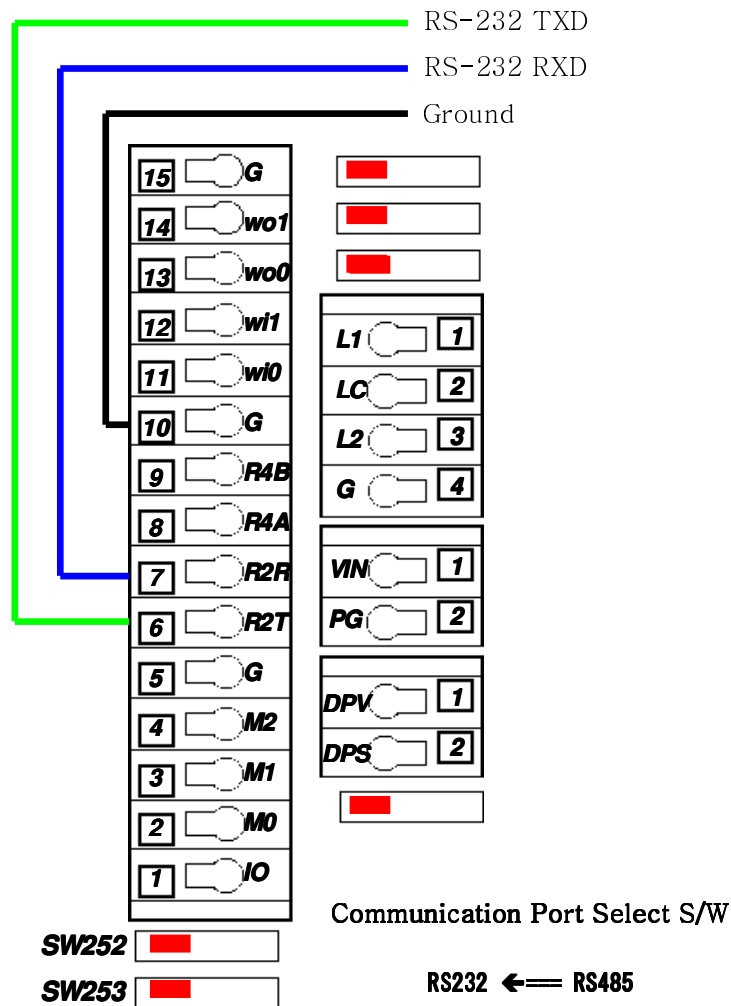 RS-232 TXD
RS-232 RXD
Ground
15 G
14 wo1
13 wo0
12 wi1
11 wi0
10 G
9 R4B
8 R4A
7 R2R
6 R2T
5 G
4 M2
3 M1
2 M0
1 IO
L1 1
LC 2
L2 3
G 4
VIN 1
PG 2
DPV 1
DPS 2
Communication Port Select S/W
SW252
SW253
RS232 ⇐== RS485